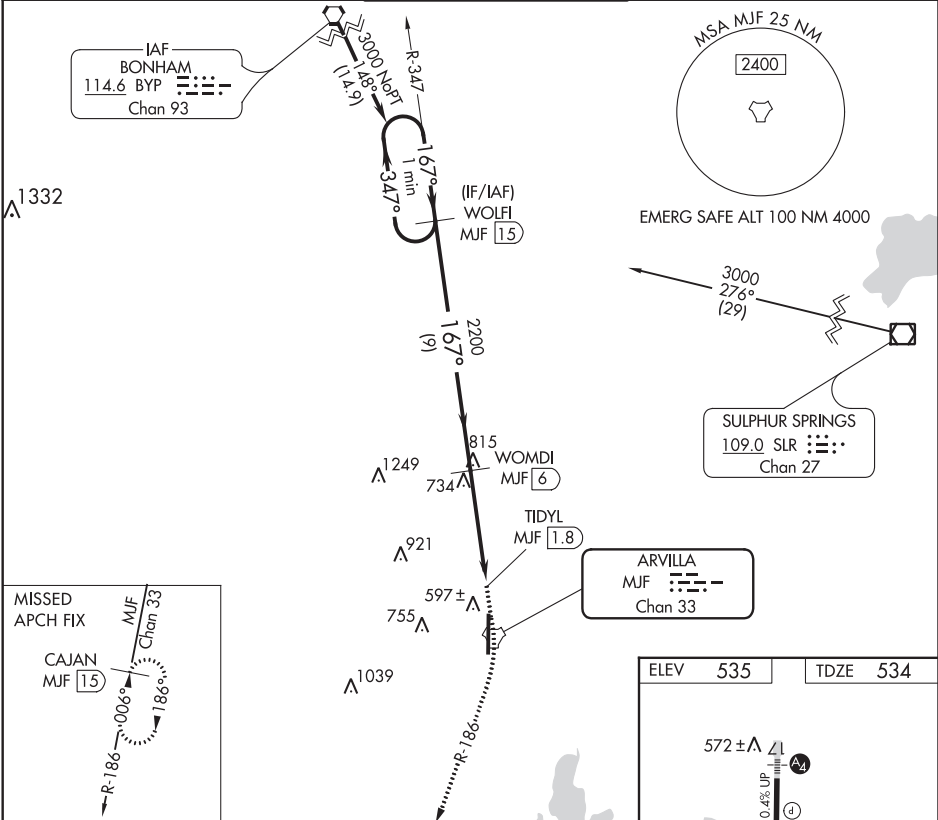 IAF
BONHAM
114.6 BYP
Chan 93
3000 NoPT
148°
(14.9)
R-347
MSA MJF 25 NM
2400
EMERG SAFE ALT 100 NM 4000
1332
347°
1 min
167°
(IF/IAF)
WOLFI
MJF 15
3000
276°
(29)
2200
167°
(9)
SULPHUR SPRINGS
109.0 SLR
Chan 27
815
1249
734
WOMDI
MJF 6
TIDYL
MJF 1.8
921
597 ±
755
ARVILLA
MJF
Chan 33
1039
R-186
MISSED
APCH FIX
MJF
Chan 33
CAJAN
MJF 15
006°
186°
R-186
ELEV 535
TDZE 534
572 ±
17
A4
0.4% UP
P